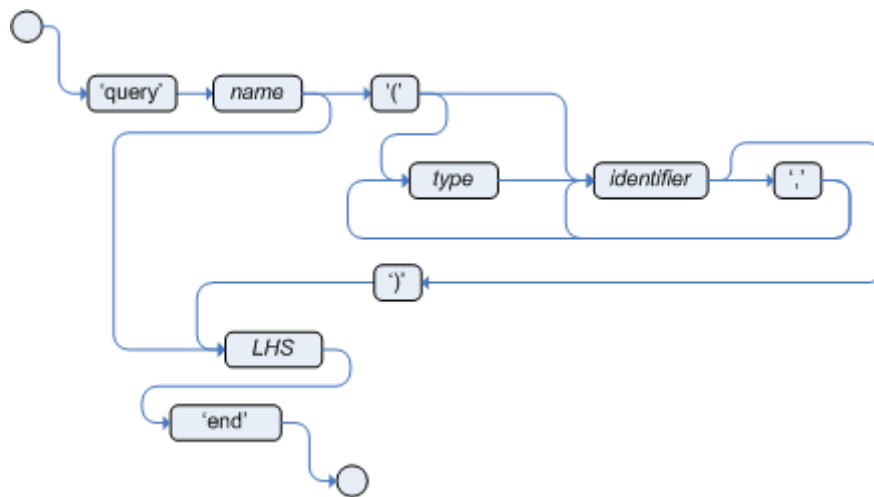 ‘query’ name '('
type identifier ‘,’
‘)’
LHS
‘end’